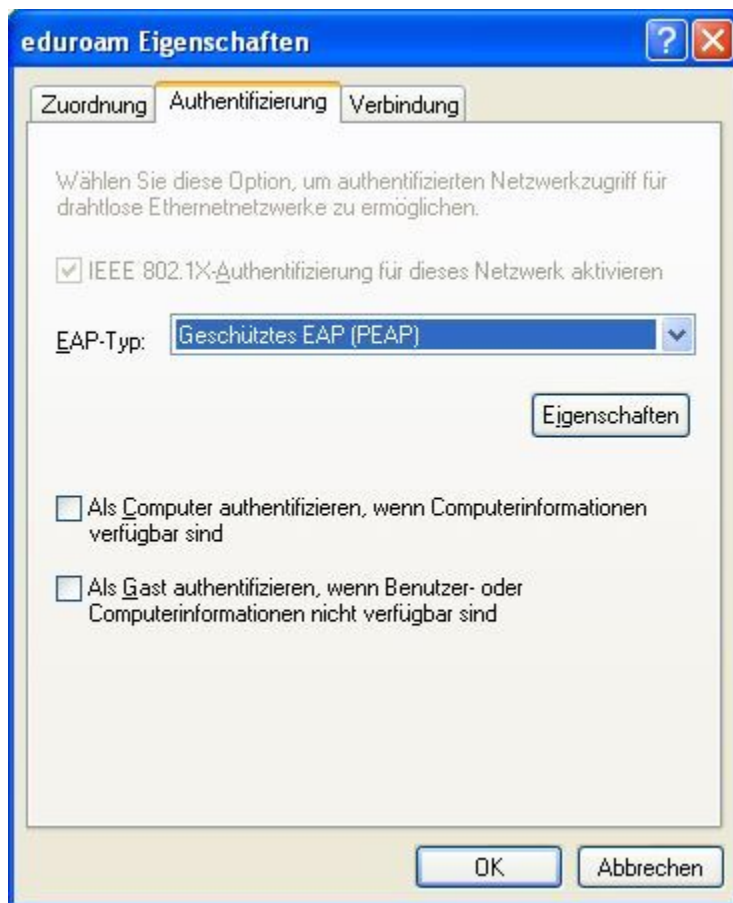 eduroam Eigenschaften
?
Zuordnung Authentifizierung Verbindung
Wählen Sie diese Option, um authentifizierten Netzwerkzugriff für
drahtlose Ethernetnetzwerke zu ermöglichen.
IEEE 802.1X-Authentifizierung für dieses Netzwerk aktivieren
EAP-Typ: Geschütztes EAP (PEAP)
Eigenschaften
Als Computer authentifizieren, wenn Computerinformationen
verfügbar sind
Als Gast authentifizieren, wenn Benutzer- oder
Computerinformationen nicht verfügbar sind
OK Abbrechen